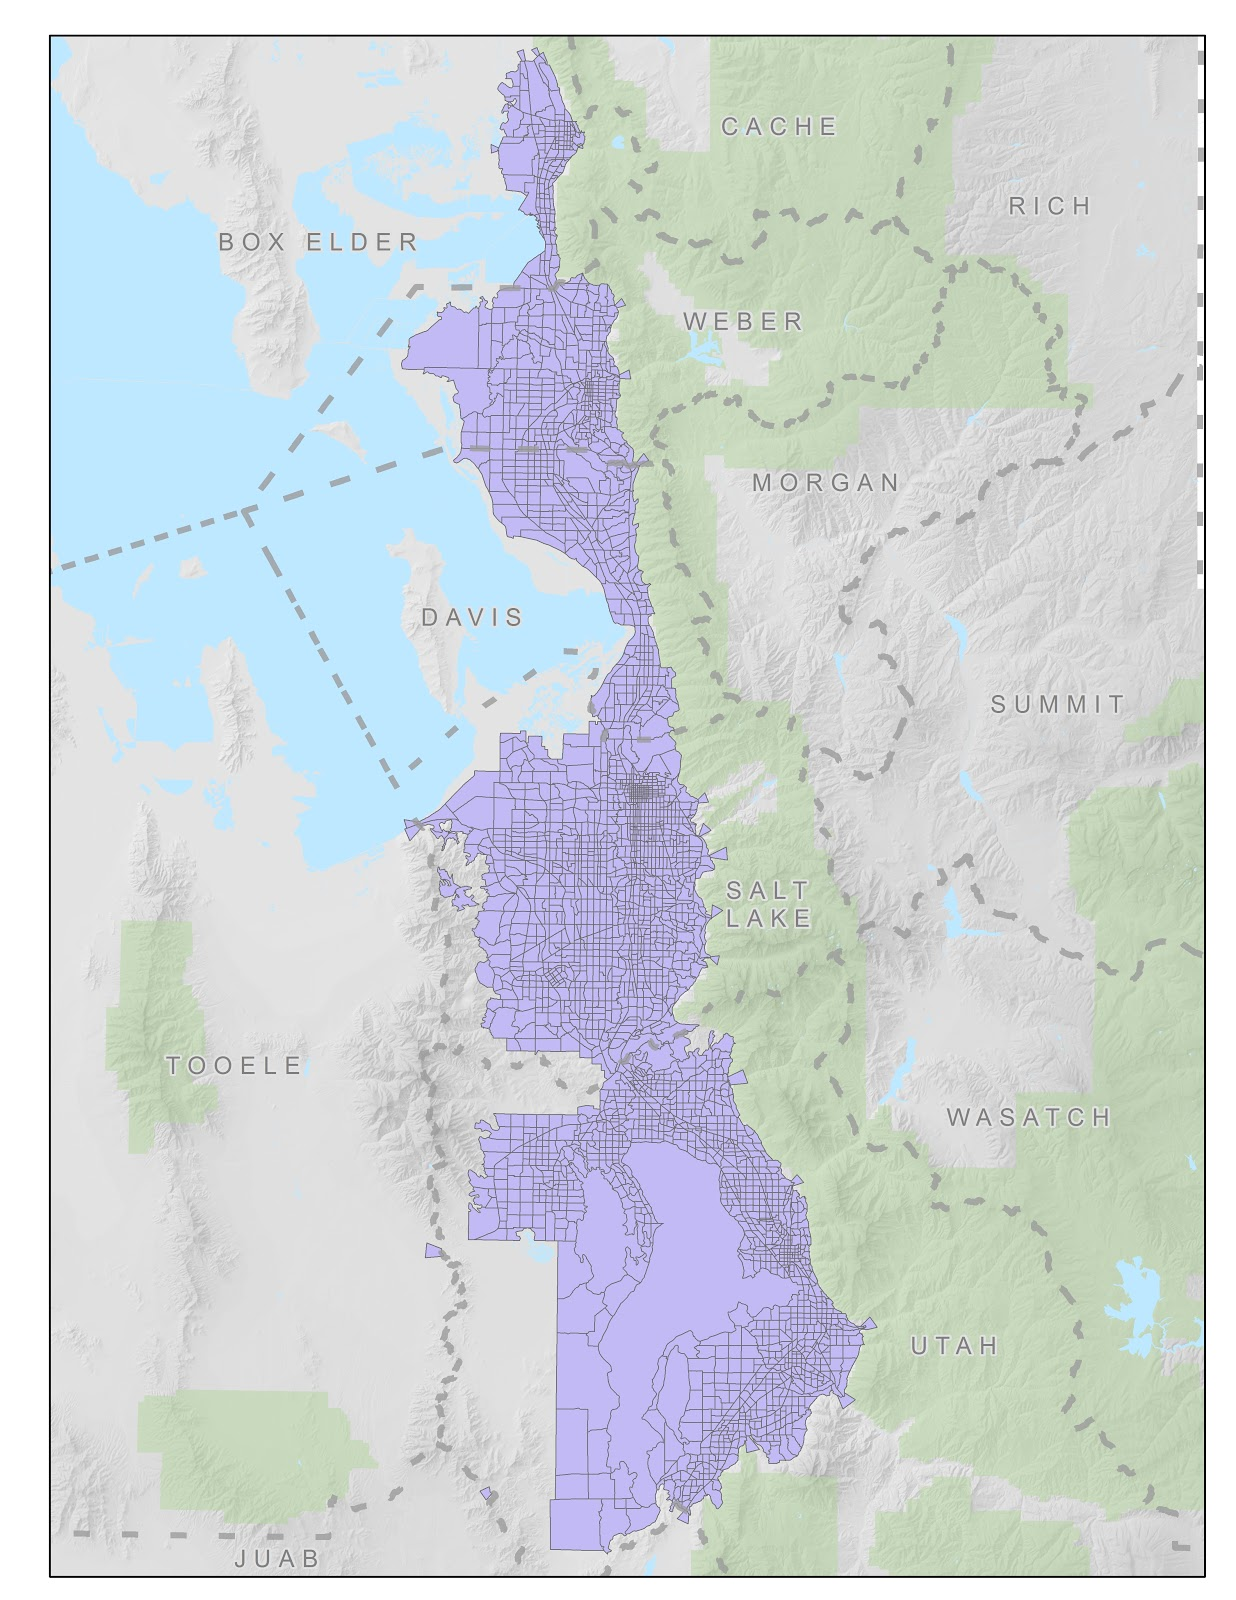 CACHE
RICH
BOX ELDER
WEBER
MORGAN
DAVIS
SUMMIT
SALT
LAKE
TOOELE
WASATCH
UTAH
JUAB